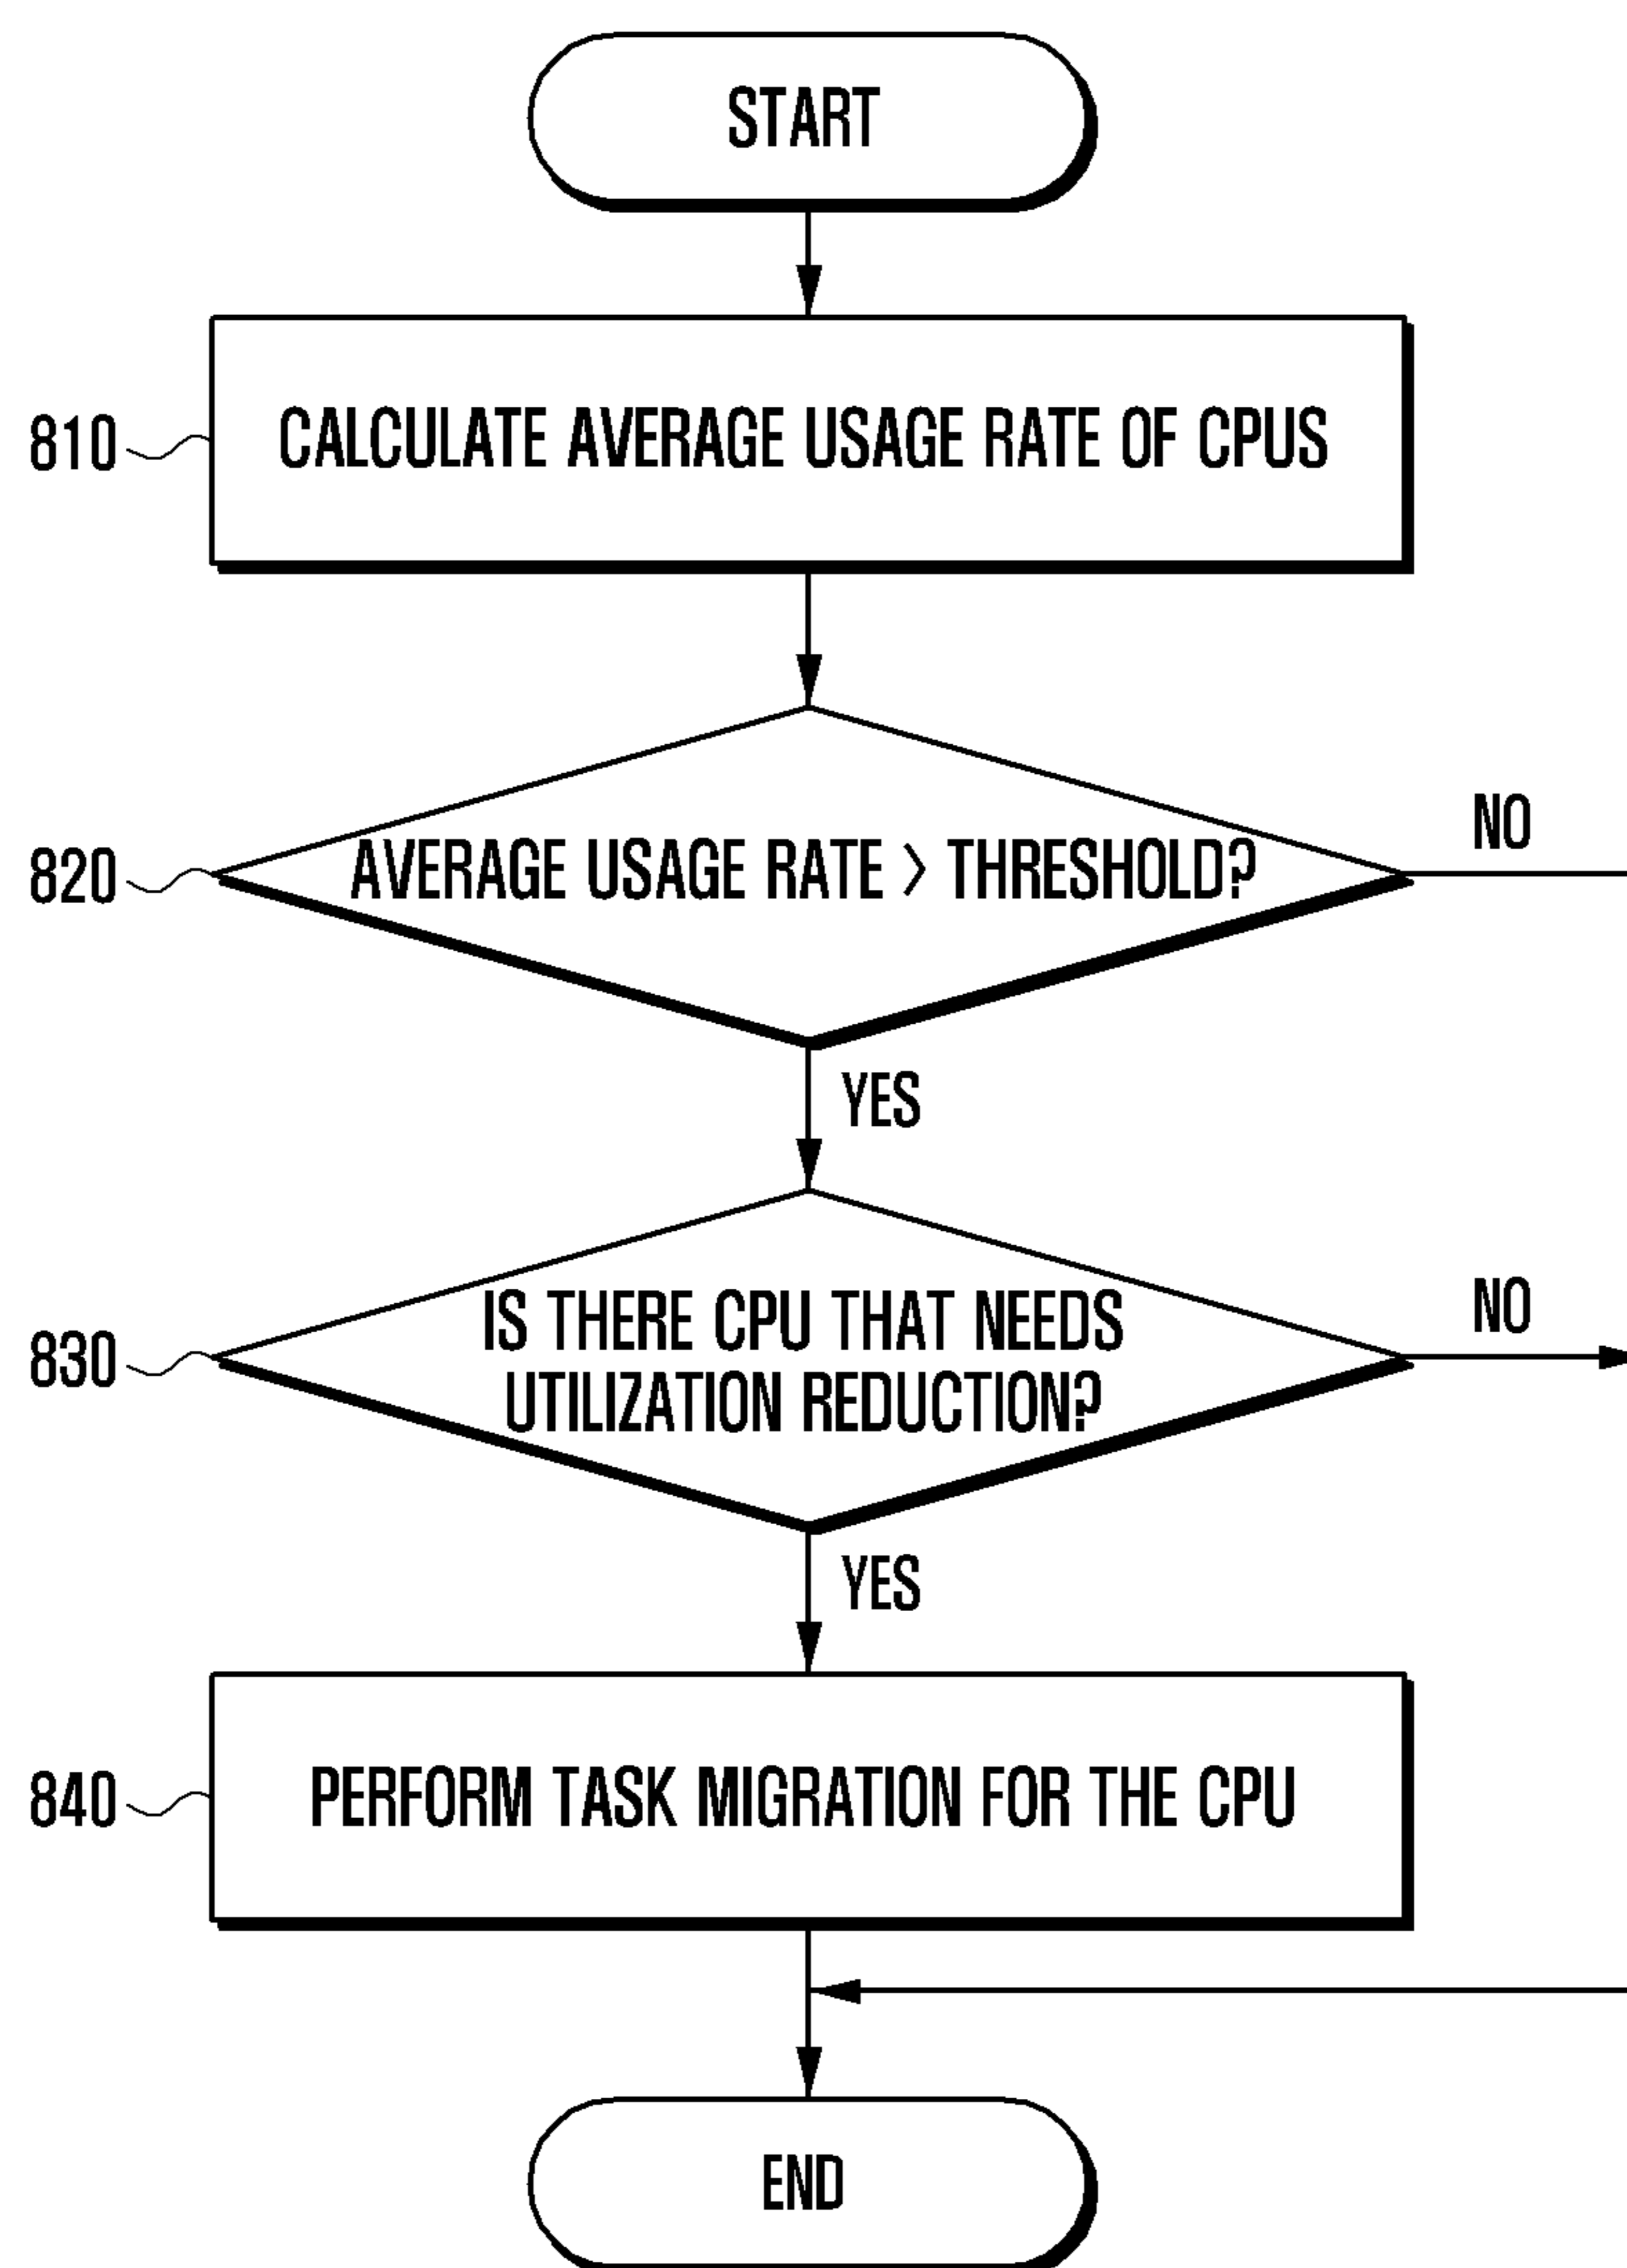 START
810
CALCULATE AVERAGE USAGE RATE OF CPUS
820
AVERAGE USAGE RATE > THRESHOLD?
NO
YES
830
IS THERE CPU THAT NEEDS
UTILIZATION REDUCTION?
NO
YES
840
PERFORM TASK MIGRATION FOR THE CPU
END